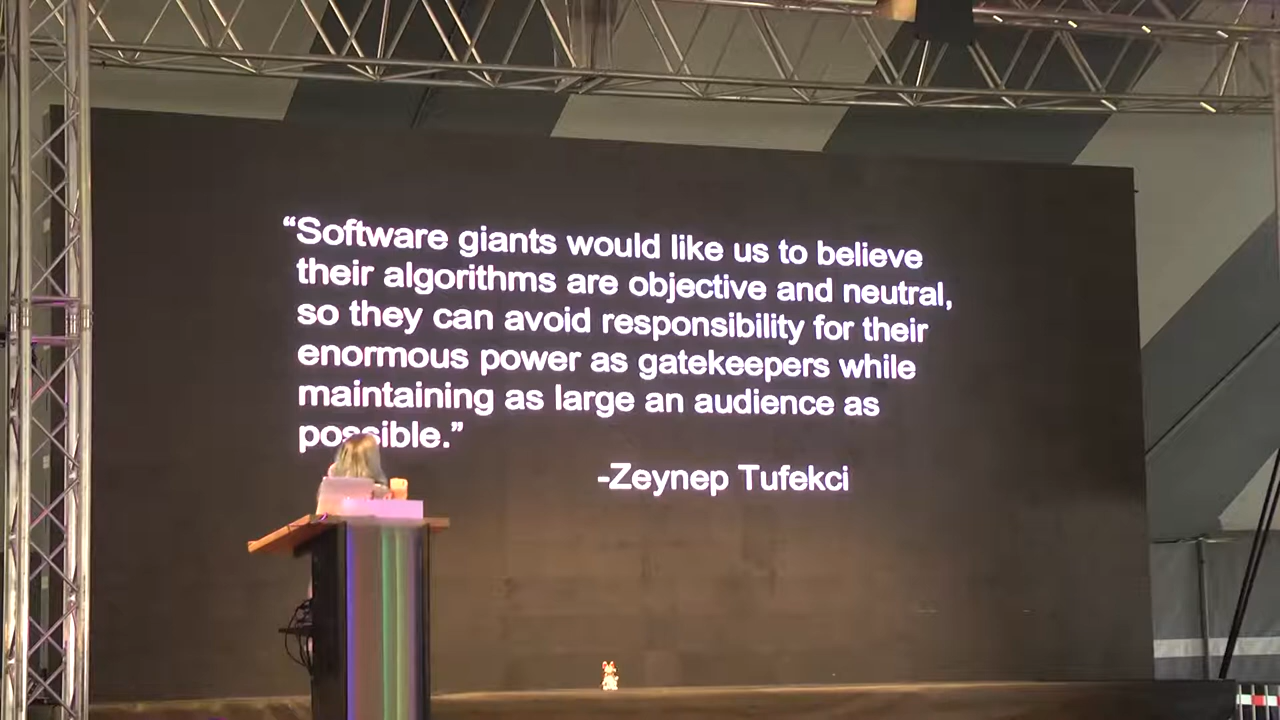 “Software giants would like us to believe
their algorithms are objective and neutral,
so they can avoid responsibility for their
enormous power as gatekeepers while
maintaining as large an audience as
possible.”
-Zeynep Tufekci